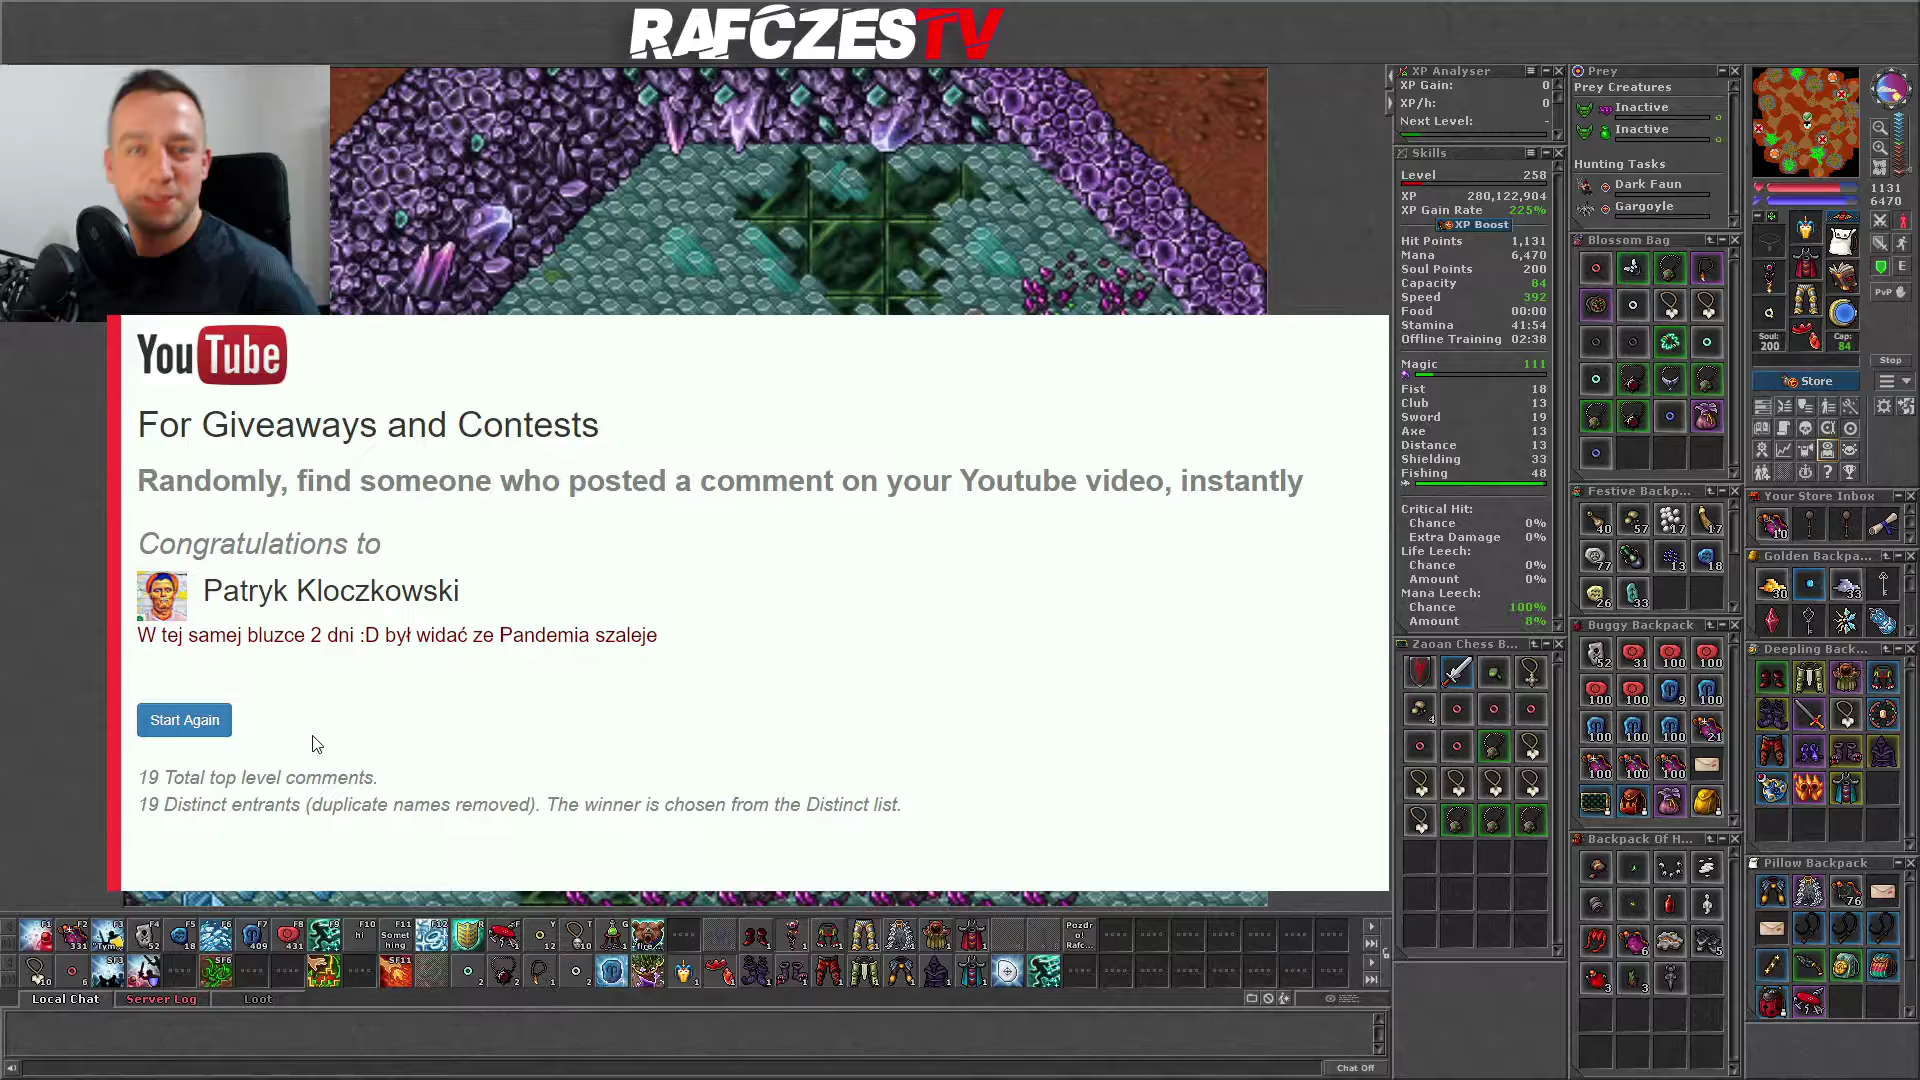 RAFCZESTV
YouTube
For Giveaways and Contests
Randomly, find someone who posted a comment on your Youtube video, instantly
Congratulations to
Patryk Kloczkowski
W tej samej bluzce 2 dni :D był widać ze Pandemia szaleje
Start Again
19 Total top level comments.
19 Distinct entrants (duplicate names removed). The winner is chosen from the Distinct list.
Local Chat
Server Log
Loot
Chat Off
XP Analyser
XP Gain: 0
XP/h: 0
Next Level: -
Skills
Level 258
XP 280,122,904
XP Gain Rate 225%
XP Boost
Hit Points 1,131
Mana 6,470
Soul Points 200
Capacity 84
Speed 392
Food 00:00
Stamina 41:54
Offline Training 02:38
Magic 111
Fist 18
Club 13
Sword 19
Axe 13
Distance 13
Shielding 33
Fishing 48
Critical Hit:
Chance 0%
Extra Damage 0%
Life Leech:
Chance 0%
Amount 0%
Mana Leech:
Chance 100%
Amount 8%
Zaoan Chess B...
Prey
Prey Creatures
Inactive
Inactive
Hunting Tasks
Dark Faun
Gargoyle
Blossom Bag
Festive Backp...
Buggy Backpack
Backpack Of H...
1131
6470
Soul:
200
Cap:
84
PvP
Stop
Store
Your Store Inbox
Golden Backpa...
Deepling Back...
Pillow Backpack